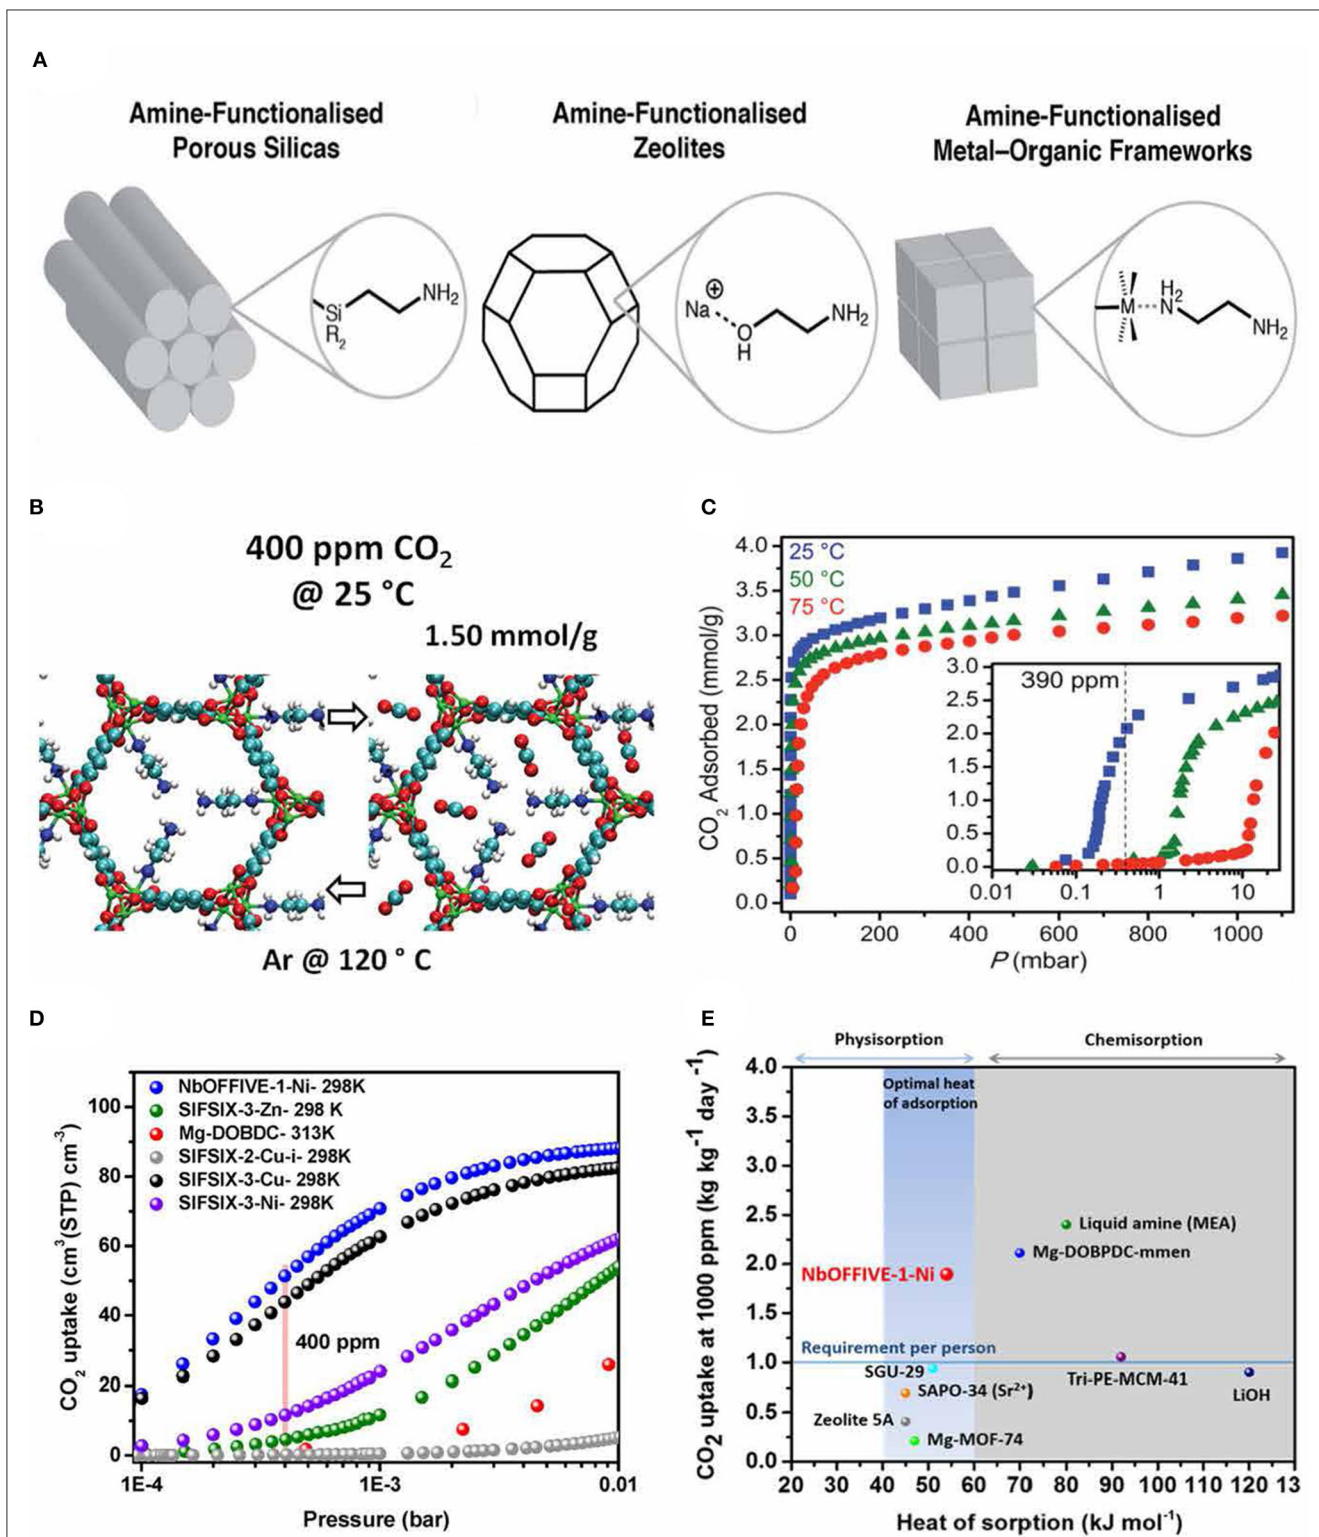 A
Amine-Functionalised
Porous Silicas
Amine-Functionalised
Zeolites
Amine-Functionalised
Metal–Organic Frameworks
Si
R2
NH2
Na
⊕
O
H
NH2
M
H2
N
NH2
B
400 ppm CO2
@ 25 °C
1.50 mmol/g
Ar @ 120 ° C
C
CO2 Adsorbed (mmol/g)
4.0
3.5
3.0
2.5
2.0
1.5
1.0
0.5
0.0
25 °C
50 °C
75 °C
390 ppm
3.0
2.5
2.0
1.5
1.0
0.5
0.0
0.01 0.1 1 10
0 200 400 600 800 1000
P (mbar)
D
CO2 uptake (cm3(STP) cm-3)
100
80
60
40
20
0
NbOFFIVE-1-Ni- 298K
SIFSIX-3-Zn- 298 K
Mg-DOBDC- 313K
SIFSIX-2-Cu-i- 298K
SIFSIX-3-Cu- 298K
SIFSIX-3-Ni- 298K
400 ppm
1E-4 1E-3 0.01
Pressure (bar)
E
Physisorption
Chemisorption
CO2 uptake at 1000 ppm (kg kg-1 day -1)
4.0
3.5
3.0
2.5
2.0
1.5
1.0
0.5
0.0
Optimal heat
of adsorption
Liquid amine (MEA)
Mg-DOBPDC-mmen
NbOFFIVE-1-Ni
Requirement per person
SGU-29
Tri-PE-MCM-41
SAPO-34 (Sr2+)
LiOH
Zeolite 5A
Mg-MOF-74
20 30 40 50 60 70 80 90 100 110 120 13
Heat of sorption (kJ mol-1)